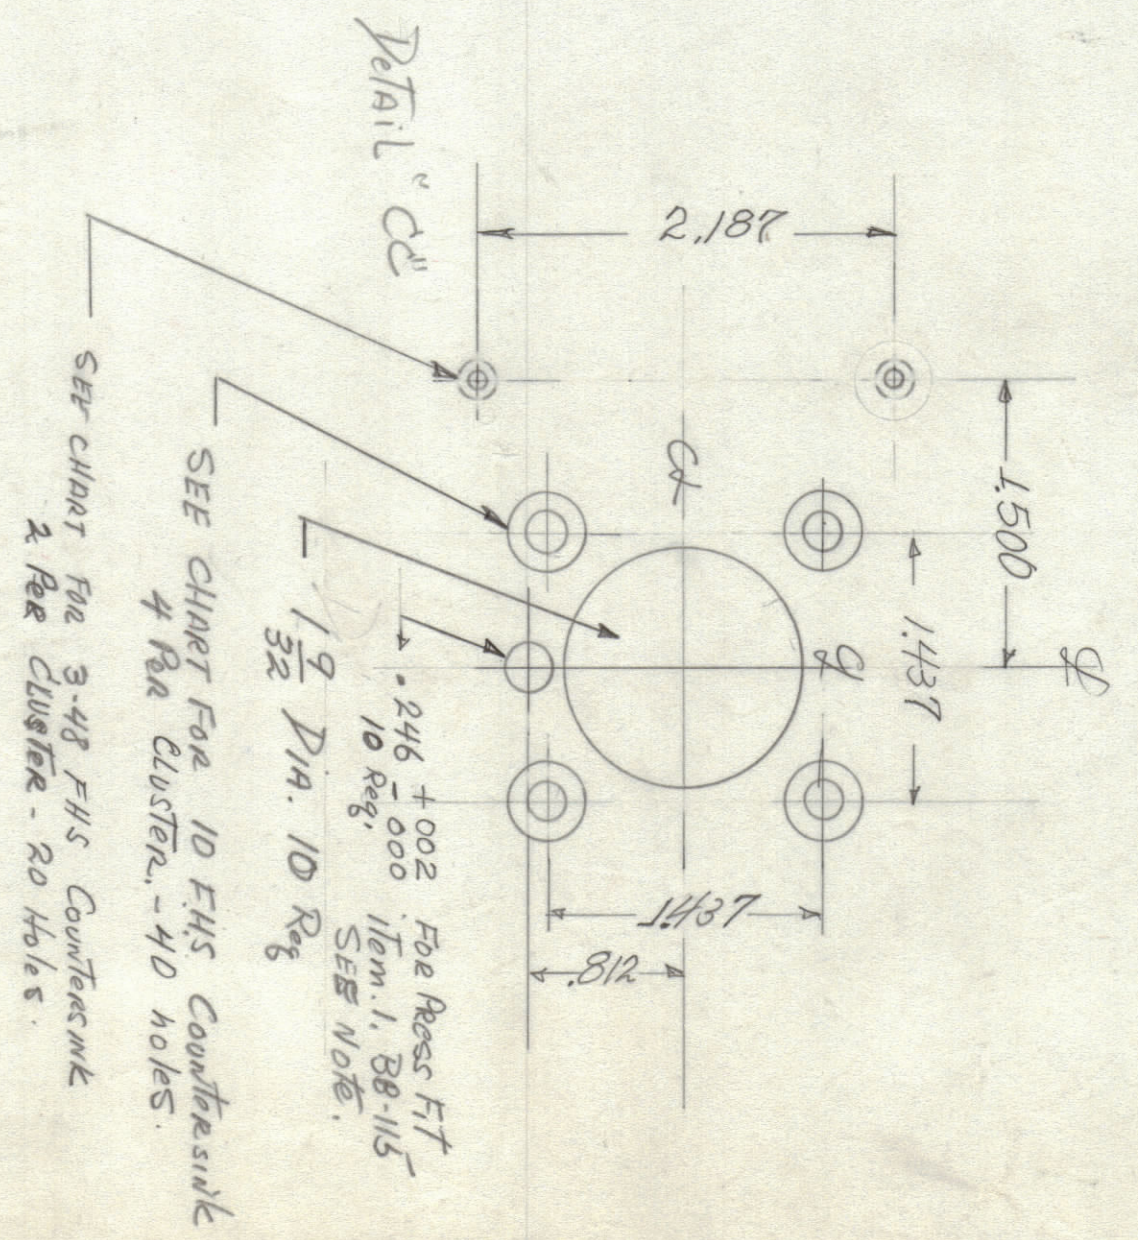 DETAIL "CC"
2.187
1.500
1.437
1.437
.812
℄
℄
℄
.246 +002 -000 FOR PRESS FIT
10 Req. ITEM.1. BB-115
SEE NOTE.
1 9/32 DIA. 10 Req
SEE CHART FOR 10 F.H.S. COUNTERSINK
4 PER CLUSTER. - 40 HOLES.
SEE CHART FOR 3-48 FHS COUNTERSINK
2 PER CLUSTER - 20 HOLES.